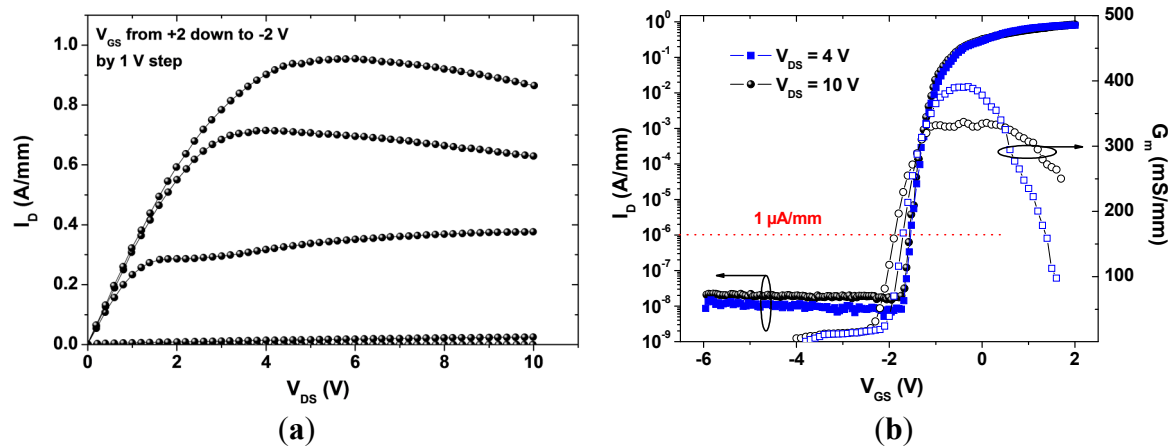 V_GS from +2 down to -2 V
by 1 V step
1.0
0.8
0.6
0.4
0.2
0.0
I_D (A/mm)
0
2
4
6
8
10
V_DS (V)
(a)
10^0
10^-1
10^-2
10^-3
10^-4
10^-5
10^-6
10^-7
10^-8
10^-9
I_D (A/mm)
V_DS = 4 V
V_DS = 10 V
1 µA/mm
500
400
300
200
100
G_m (mS/mm)
-6
-4
-2
0
2
V_GS (V)
(b)